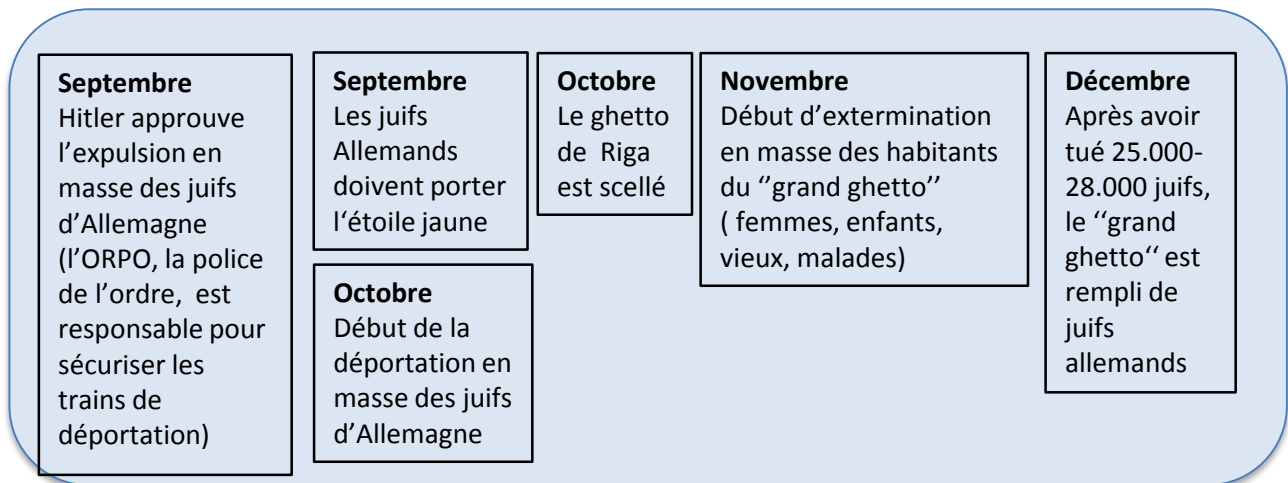 Septembre
Hitler approuve
l’expulsion en
masse des juifs
d’Allemagne
(l’ORPO, la police
de l’ordre,  est
responsable pour
sécuriser les
trains de
déportation)
Septembre
Les juifs
Allemands
doivent porter
l‘étoile jaune
Octobre
Début de la
déportation en
masse des juifs
d’Allemagne
Octobre
Le ghetto
de  Riga
est scellé
Novembre
Début d’extermination
en masse des habitants
du ‘’grand ghetto’’
( femmes, enfants,
vieux, malades)
Décembre
Après avoir
tué 25.000-
28.000 juifs,
le ‘’grand
ghetto‘‘ est
rempli de
juifs
allemands